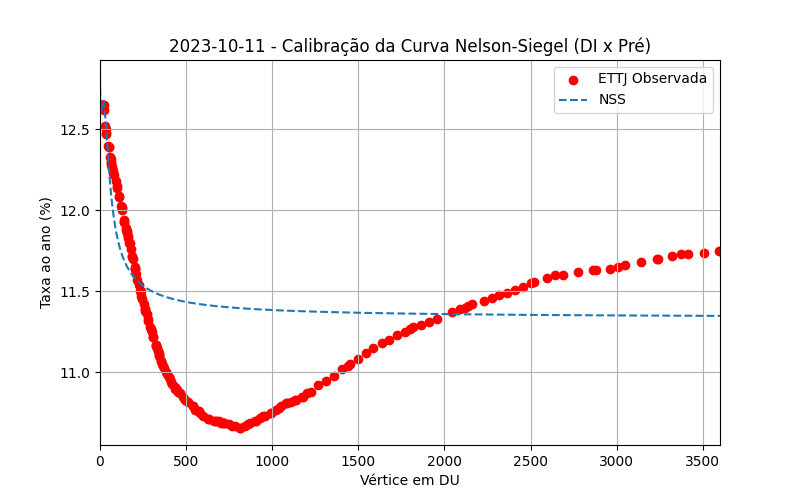 2023-10-11 - Calibração da Curva Nelson-Siegel (DI x Pré)
ETTJ Observada
NSS
Taxa ao ano (%)
12.5
12.0
11.5
11.0
0 500 1000 1500 2000 2500 3000 3500
Vértice em DU